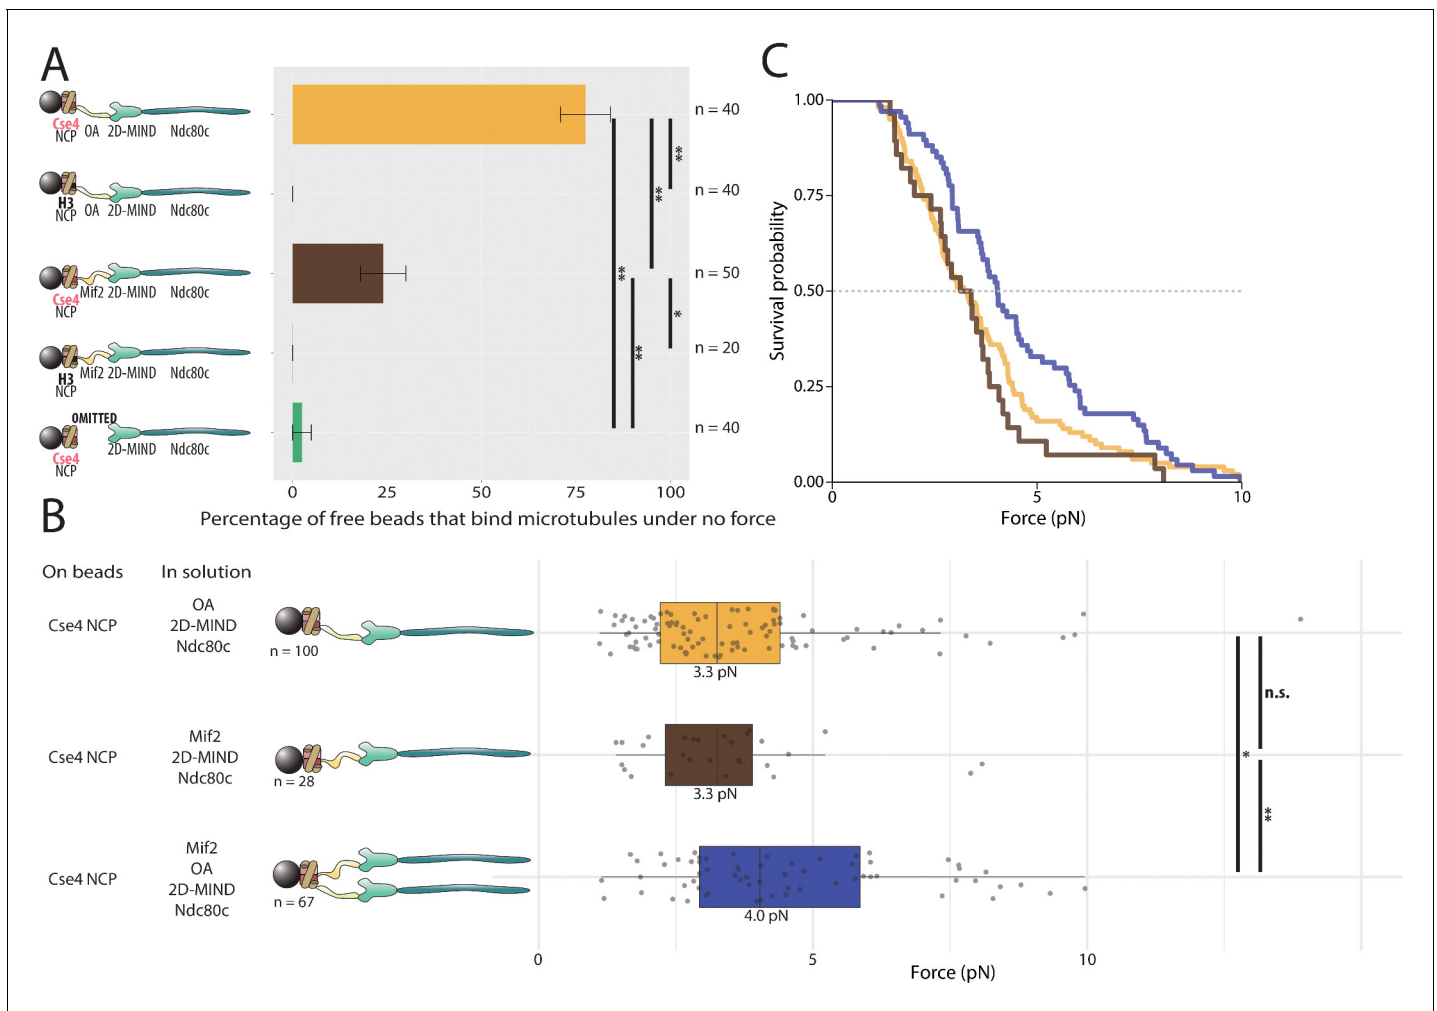 A
Cse4
NCP OA 2D-MIND Ndc80c
n = 40
H3
NCP OA 2D-MIND Ndc80c
n = 40
Cse4 Mif2 2D-MIND Ndc80c
NCP
n = 50
H3 Mif2 2D-MIND Ndc80c
NCP
n = 20
OMITTED
Cse4 2D-MIND Ndc80c
NCP
n = 40
** ** ** ** *
0 25 50 75 100
Percentage of free beads that bind microtubules under no force
C
Survival probability
1.00
0.75
0.50
0.25
0.00
0 5 10
Force (pN)
B
On beads In solution
Cse4 NCP
OA
2D-MIND
Ndc80c
n = 100
3.3 pN
Cse4 NCP
Mif2
2D-MIND
Ndc80c
n = 28
3.3 pN
Cse4 NCP
Mif2
OA
2D-MIND
Ndc80c
n = 67
4.0 pN
n.s.
*
**
0 5 10
Force (pN)